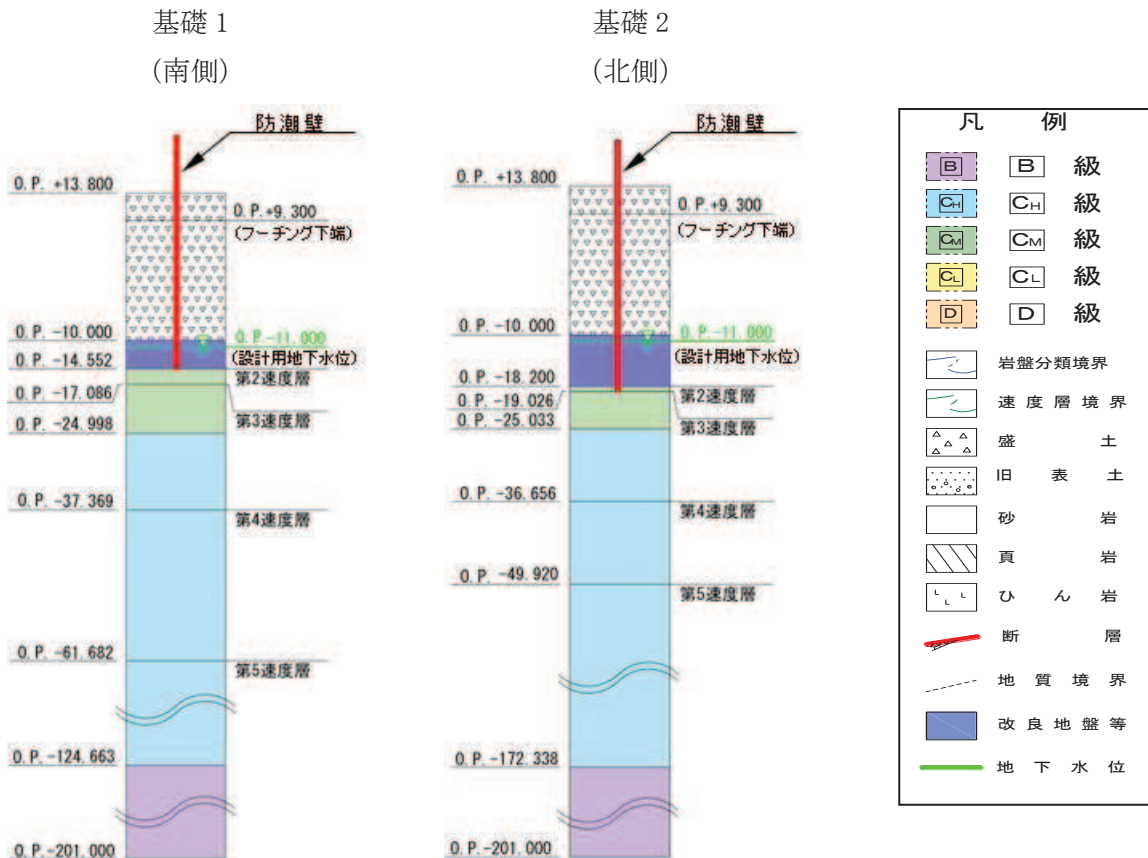 基礎 1
(南側)
防潮壁
O.P. +13.800
O.P.+9.300
(フーチング下端)
O.P. -10.000
O.P.-11.000
(設計用地下水位)
O.P. -14.552
第2速度層
O.P. -17.086
第3速度層
O.P. -24.998
O.P. -37.369
第4速度層
O.P. -61.682
第5速度層
O.P. -124.663
O.P.-201.000
基礎 2
(北側)
防潮壁
O.P. +13.800
O.P.+9.300
(フーチング下端)
O.P. -10.000
O.P.-11.000
(設計用地下水位)
O.P. -18.200
第2速度層
O.P. -19.026
第3速度層
O.P. -25.033
O.P. -36.656
第4速度層
O.P. -49.920
第5速度層
O.P. -172.338
O.P.-201.000
凡 例
B B 級
CH CH 級
CM CM 級
CL CL 級
D D 級
岩盤分類境界
速度層境界
盛土
旧表土
砂岩
頁岩
ひん岩
断層
地質境界
改良地盤等
地下水位